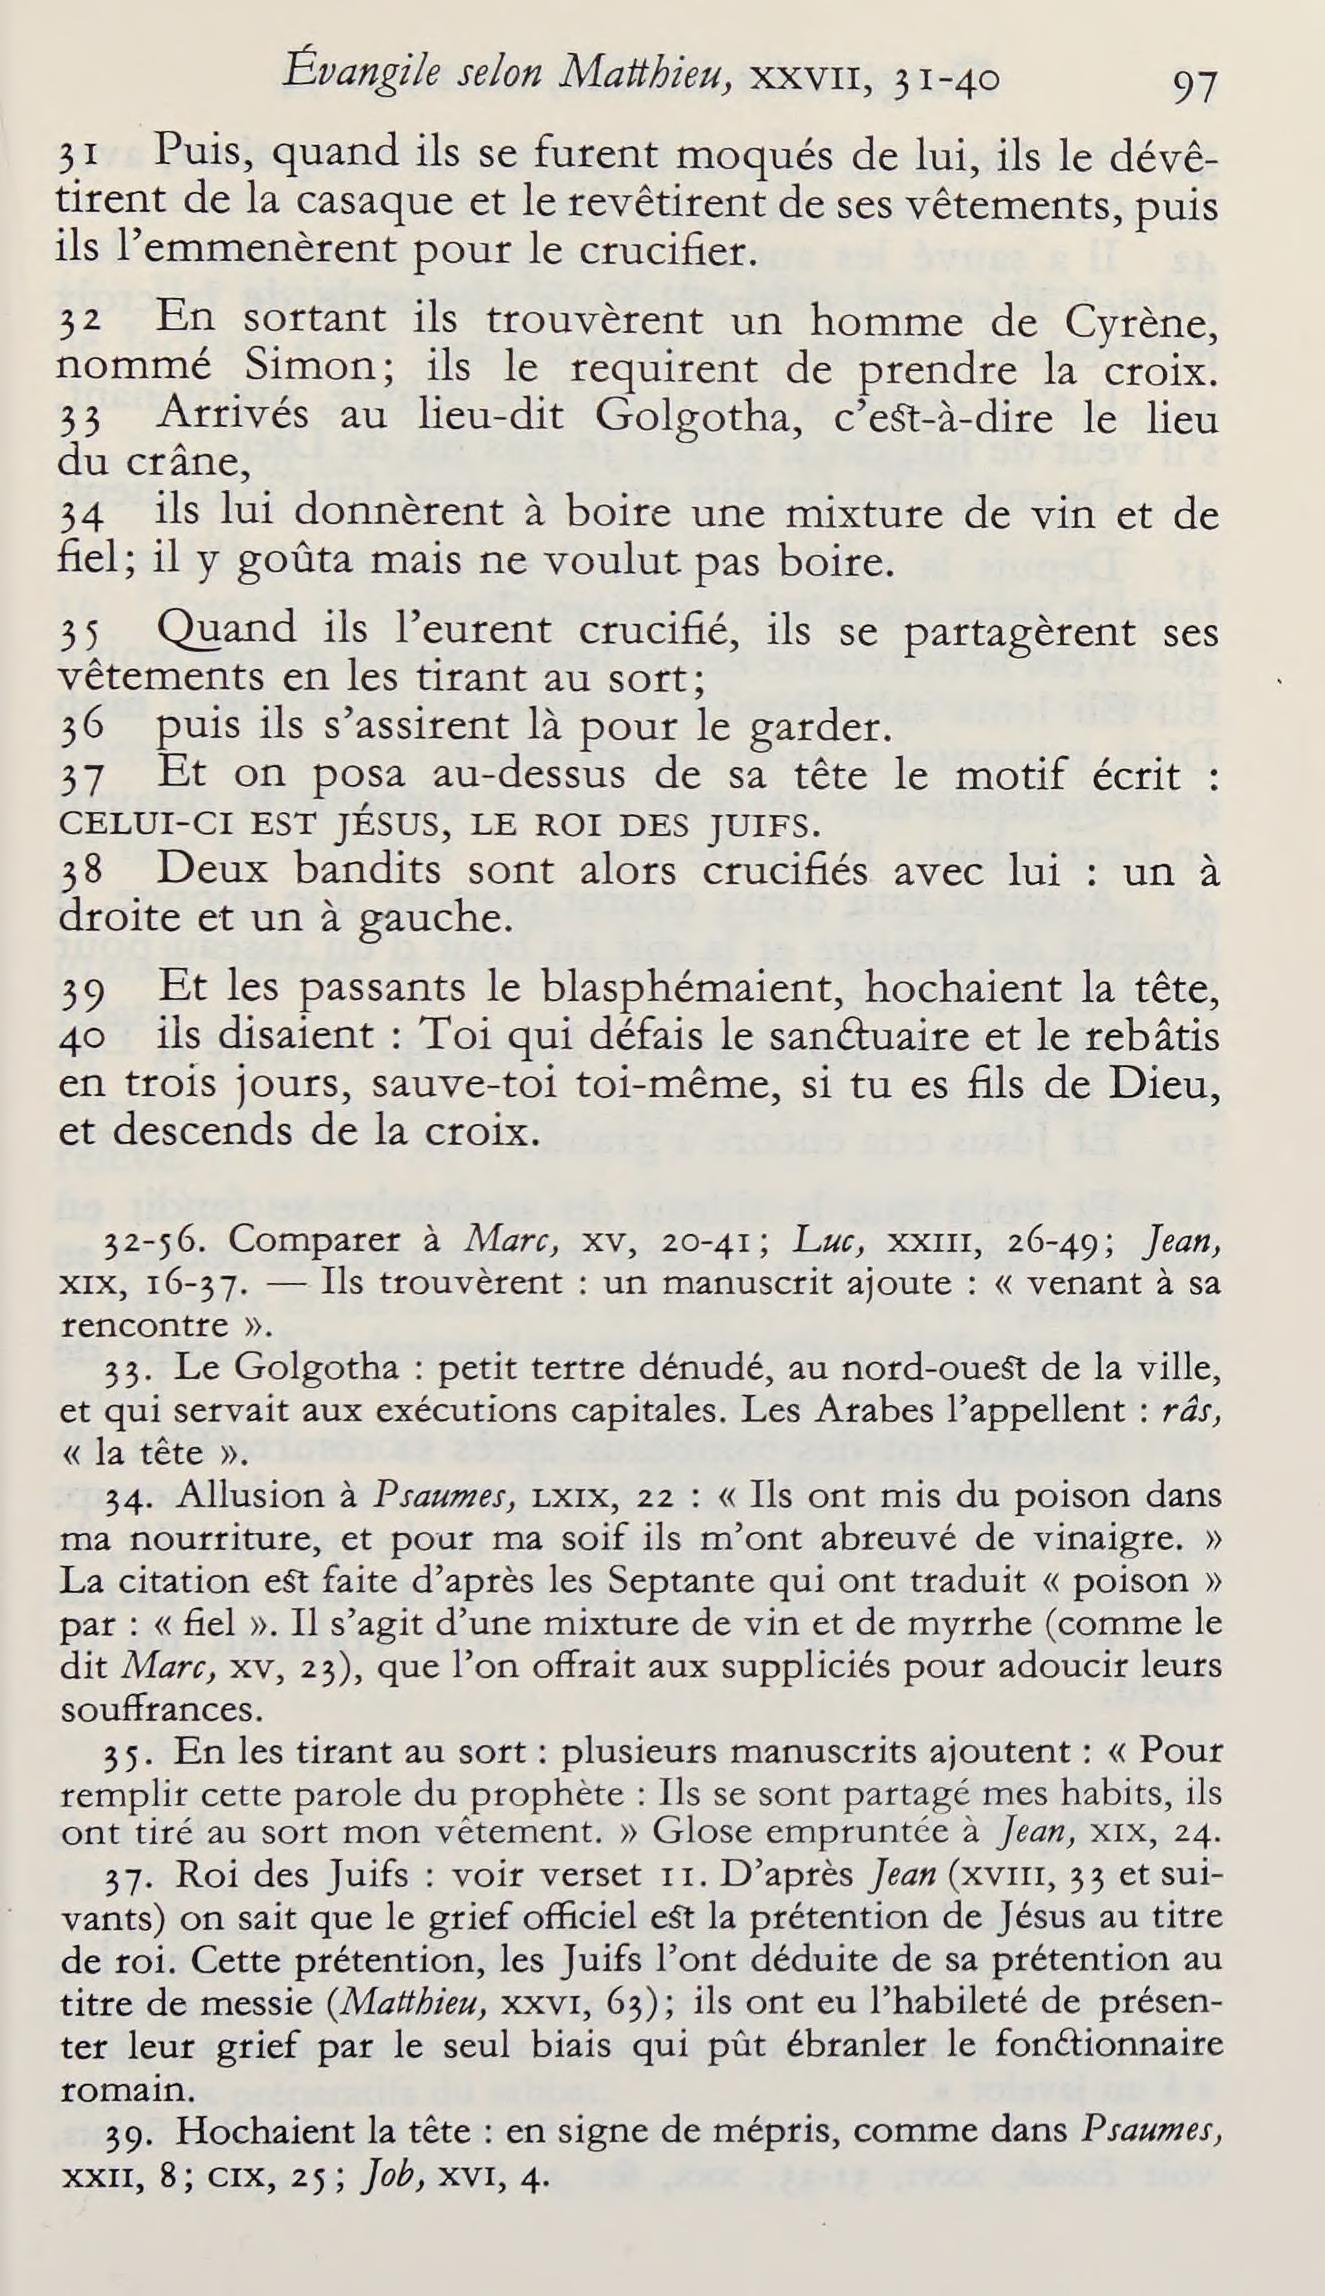 Évangile selon Matthieu, XXVII, 31-40 97
31 Puis, quand ils se furent moqués de lui, ils le dévê-
tirent de la casaque et le revêtirent de ses vêtements, puis
ils l’emmenèrent pour le crucifier.
32 En sortant ils trouvèrent un homme de Cyrène,
nommé Simon; ils le requirent de prendre la croix.
33 Arrivés au lieu-dit Golgotha, c’est-à-dire le lieu
du crâne,
34 ils lui donnèrent à boire une mixture de vin et de
fiel; il y goûta mais ne voulut pas boire.
35 Quand ils l’eurent crucifié, ils se partagèrent ses
vêtements en les tirant au sort;
36 puis ils s’assirent là pour le garder.
37 Et on posa au-dessus de sa tête le motif écrit :
CELUI-CI EST JÉSUS, LE ROI DES JUIFS.
38 Deux bandits sont alors crucifiés avec lui : un à
droite et un à gauche.
39 Et les passants le blasphémaient, hochaient la tête,
40 ils disaient : Toi qui défais le sanctuaire et le rebâtis
en trois jours, sauve-toi toi-même, si tu es fils de Dieu,
et descends de la croix.
32-56. Comparer à Marc, XV, 20-41; Luc, XXIII, 26-49; Jean,
XIX, 16-37. — Ils trouvèrent : un manuscrit ajoute : « venant à sa
rencontre ».
33. Le Golgotha : petit tertre dénudé, au nord-ouest de la ville,
et qui servait aux exécutions capitales. Les Arabes l’appellent : râs,
« la tête ».
34. Allusion à Psaumes, LXIX, 22 : « Ils ont mis du poison dans
ma nourriture, et pour ma soif ils m’ont abreuvé de vinaigre. »
La citation est faite d’après les Septante qui ont traduit « poison »
par : « fiel ». Il s’agit d’une mixture de vin et de myrrhe (comme le
dit Marc, XV, 23), que l’on offrait aux suppliciés pour adoucir leurs
souffrances.
35. En les tirant au sort : plusieurs manuscrits ajoutent : « Pour
remplir cette parole du prophète : Ils se sont partagé mes habits, ils
ont tiré au sort mon vêtement. » Glose empruntée à Jean, XIX, 24.
37. Roi des Juifs : voir verset 11. D’après Jean (XVIII, 33 et sui-
vants) on sait que le grief officiel est la prétention de Jésus au titre
de roi. Cette prétention, les Juifs l’ont déduite de sa prétention au
titre de messie (Matthieu, XXVI, 63); ils ont eu l’habileté de présen-
ter leur grief par le seul biais qui pût ébranler le fonctionnaire
romain.
39. Hochaient la tête : en signe de mépris, comme dans Psaumes,
XXII, 8; CIX, 25; Job, XVI, 4.